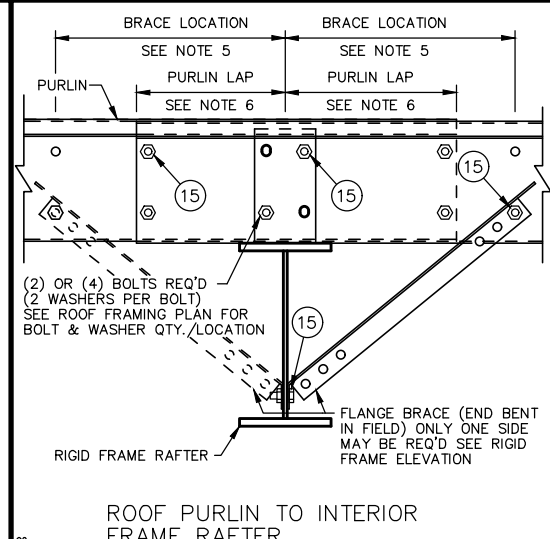 BRACE LOCATION
SEE NOTE 5
BRACE LOCATION
SEE NOTE 5
PURLIN
PURLIN LAP
SEE NOTE 6
PURLIN LAP
SEE NOTE 6
15
15
15
(2) OR (4) BOLTS REQ'D
(2 WASHERS PER BOLT)
SEE ROOF FRAMING PLAN FOR
BOLT & WASHER QTY./LOCATION
15
RIGID FRAME RAFTER
FLANGE BRACE (END BENT
IN FIELD) ONLY ONE SIDE
MAY BE REQ'D SEE RIGID
FRAME ELEVATION
ROOF PURLIN TO INTERIOR
FRAME RAFTER